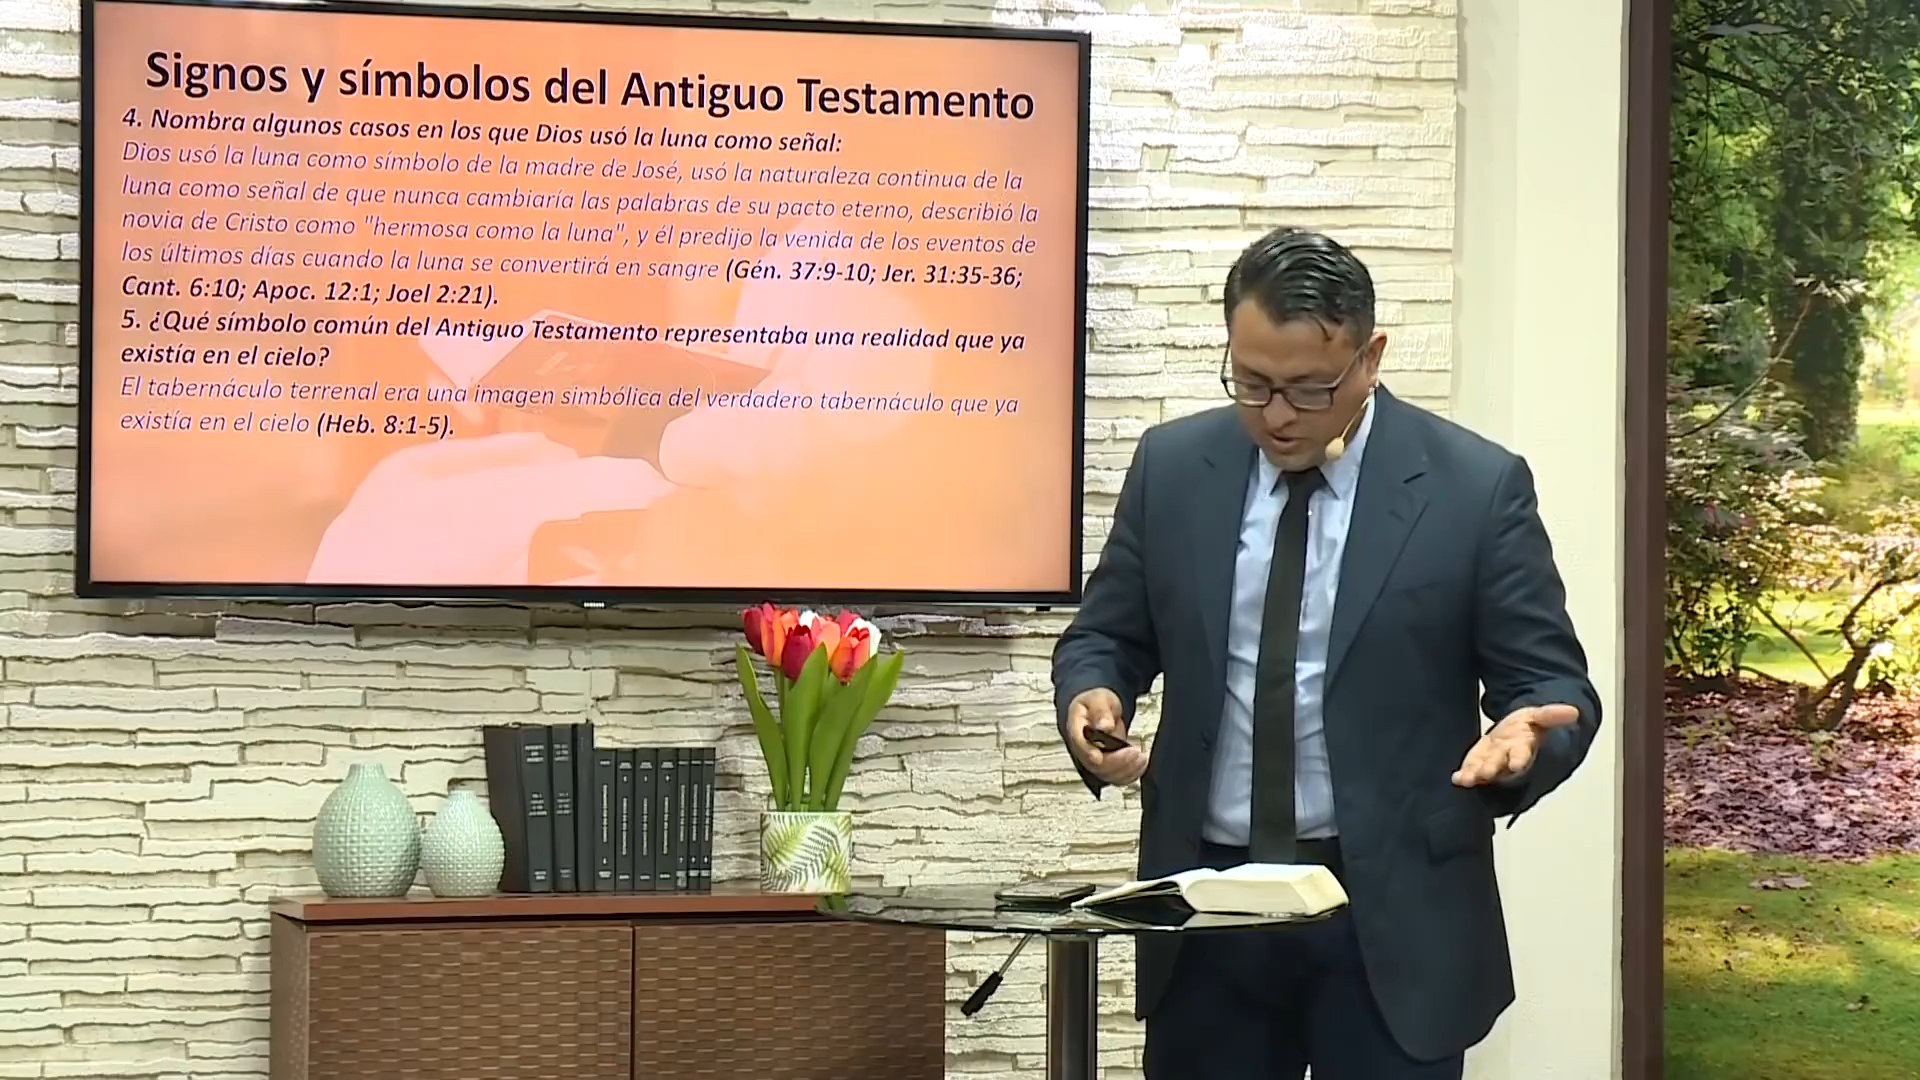 Signos y símbolos del Antiguo Testamento
4. Nombra algunos casos en los que Dios usó la luna como señal:
Dios usó la luna como símbolo de la madre de José, usó la naturaleza continua de la
luna como señal de que nunca cambiaría las palabras de su pacto eterno, describió la
novia de Cristo como "hermosa como la luna", y él predijo la venida de los eventos de
los últimos días cuando la luna se convertirá en sangre (Gén. 37:9-10; Jer. 31:35-36;
Cant. 6:10; Apoc. 12:1; Joel 2:21).
5. ¿Qué símbolo común del Antiguo Testamento representaba una realidad que ya
existía en el cielo?
El tabernáculo terrenal era una imagen simbólica del verdadero tabernáculo que ya
existía en el cielo (Heb. 8:1-5).
SAMSUNG